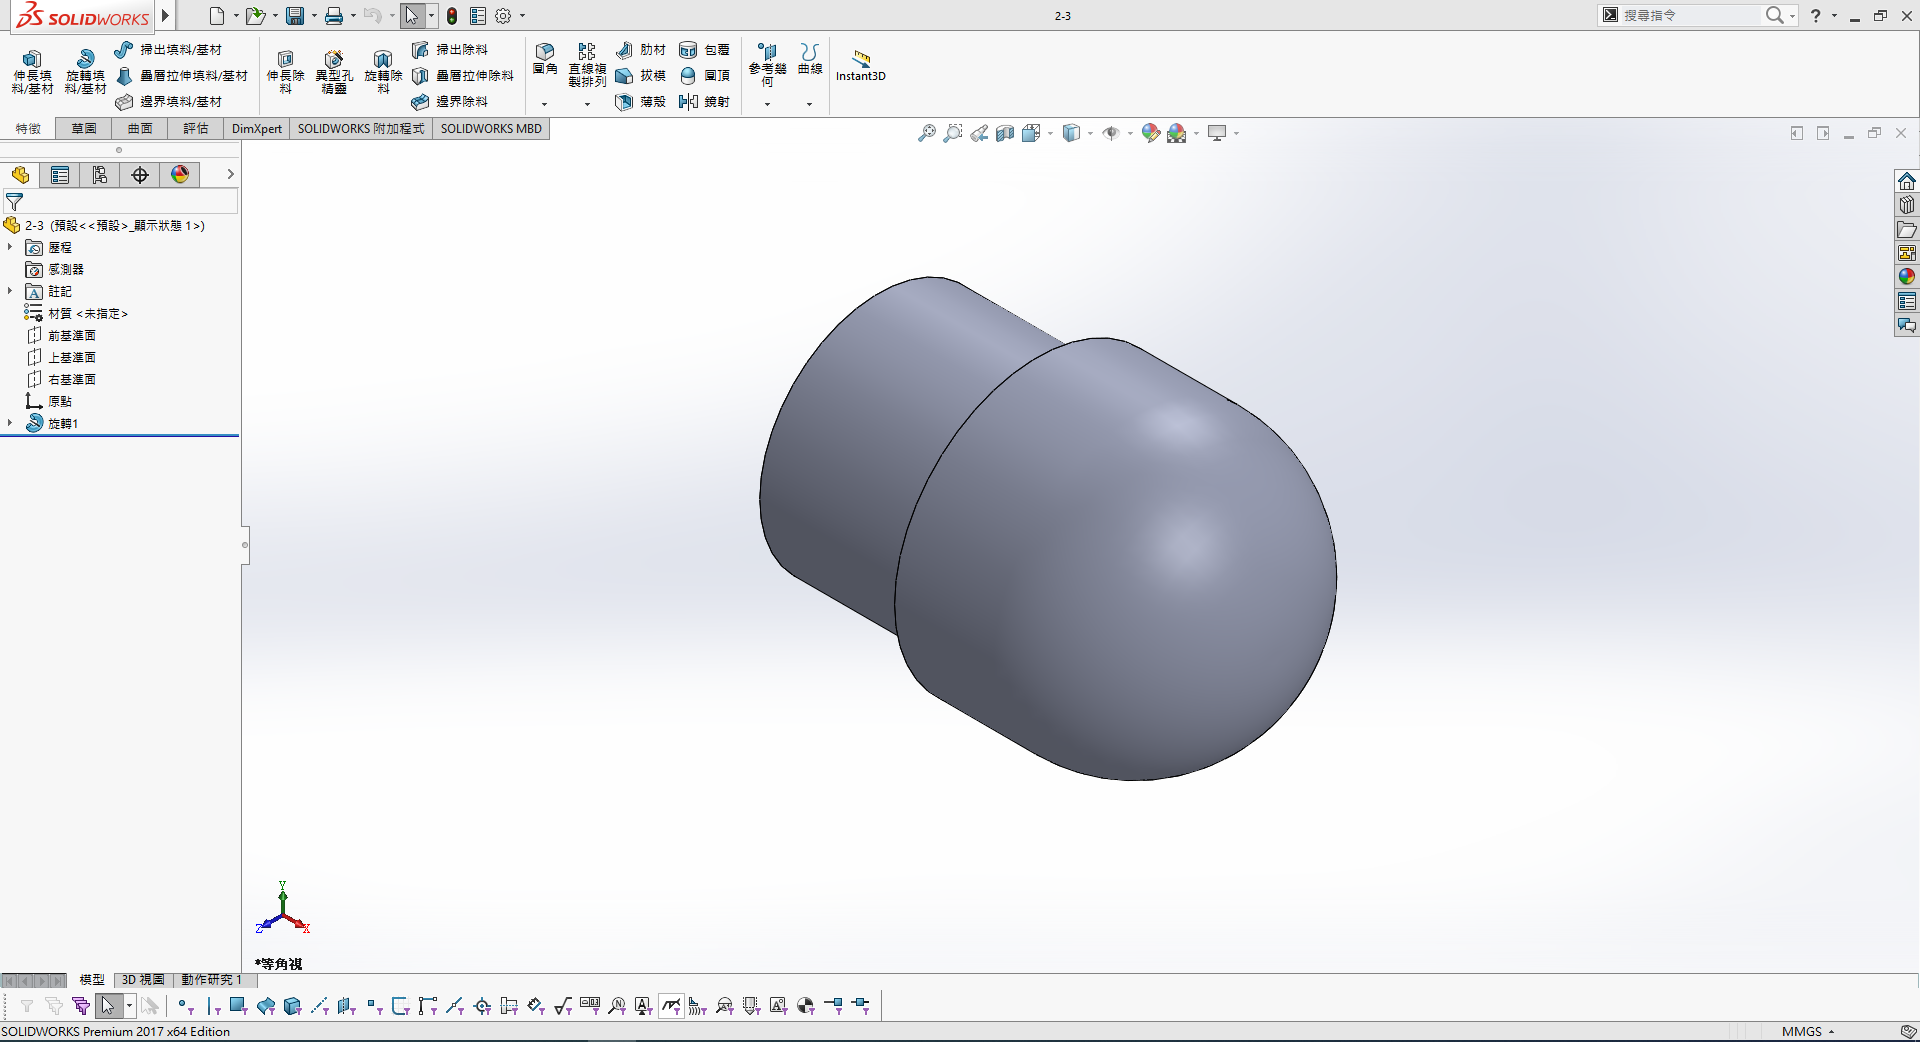 SOLIDWORKS
2-3
搜尋指令
?
伸長填料/基材
旋轉填料/基材
掃出填料/基材
疊層拉伸填料/基材
邊界填料/基材
伸長除料
異型孔精靈
旋轉除料
掃出除料
疊層拉伸除料
邊界除料
圓角
直線複製排列
肋材
拔模
薄殼
包覆
圓頂
鏡射
參考幾何
曲線
Instant3D
特徵
草圖
曲面
評估
DimXpert
SOLIDWORKS 附加程式
SOLIDWORKS MBD
2-3 (預設<<預設>_顯示狀態 1>)
歷程
感測器
註記
材質 <未指定>
前基準面
上基準面
右基準面
原點
旋轉1
Y
Z
X
*等角視
模型
3D 視圖
動作研究 1
SOLIDWORKS Premium 2017 x64 Edition
MMGS